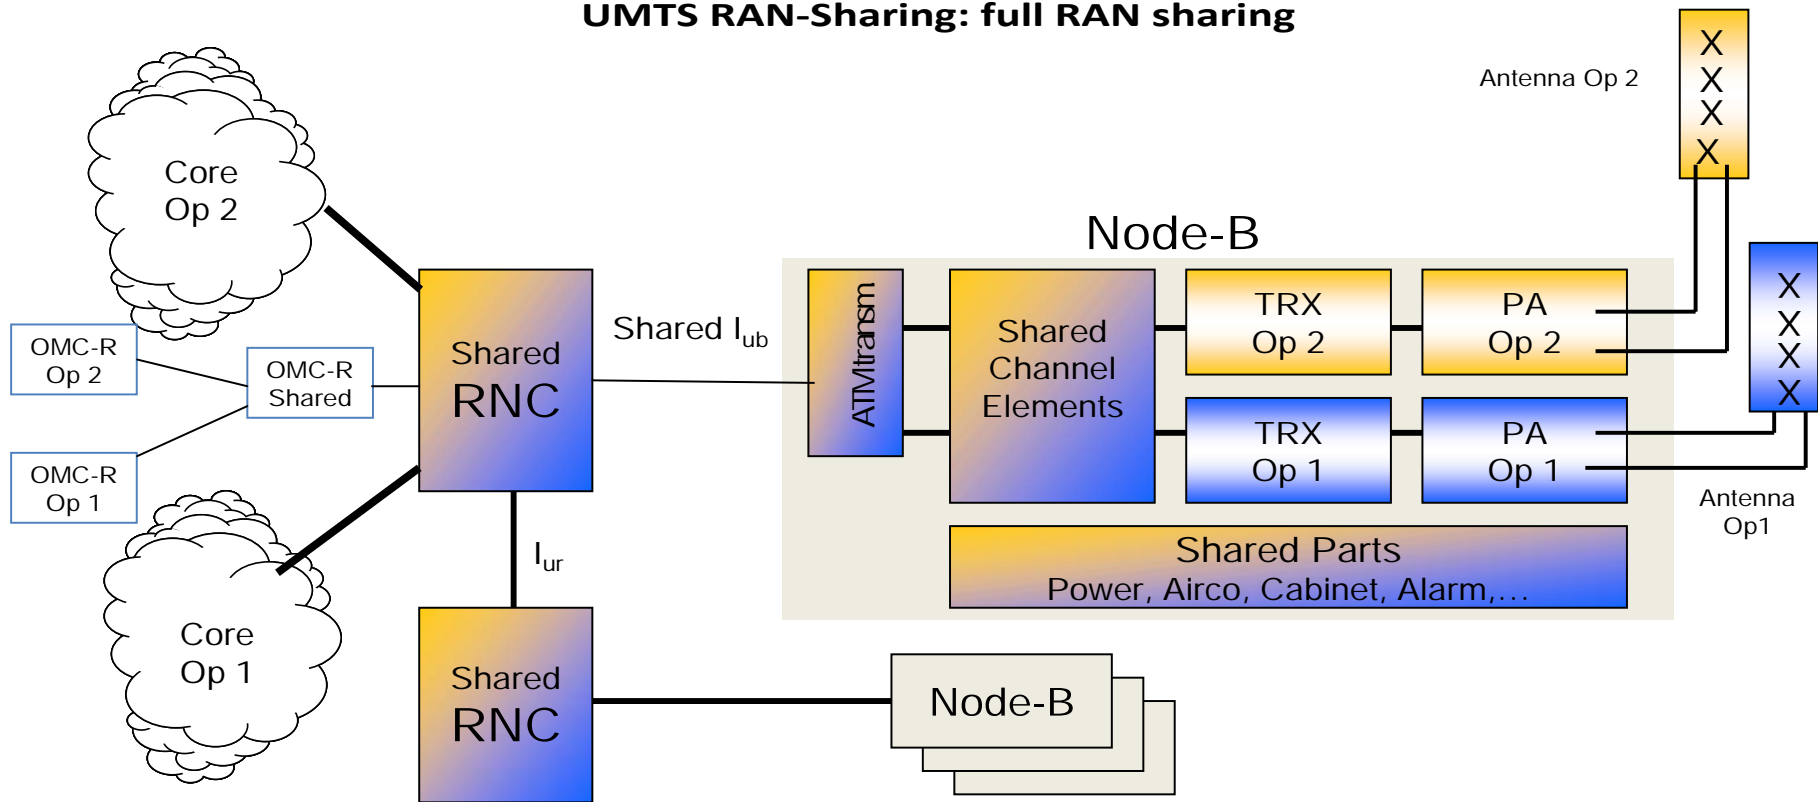 UMTS RAN-Sharing: full RAN sharing
Antenna Op 2
X
X
X
X
Core
Op 2
Node-B
X
X
X
X
OMC-R
Op 2
OMC-R
Shared
OMC-R
Op 1
Shared
RNC
Shared Iub
ATMtransm
Shared
Channel
Elements
TRX
Op 2
PA
Op 2
TRX
Op 1
PA
Op 1
Antenna
Op1
Shared Parts
Power, Airco, Cabinet, Alarm,...
Iur
Core
Op 1
Shared
RNC
Node-B